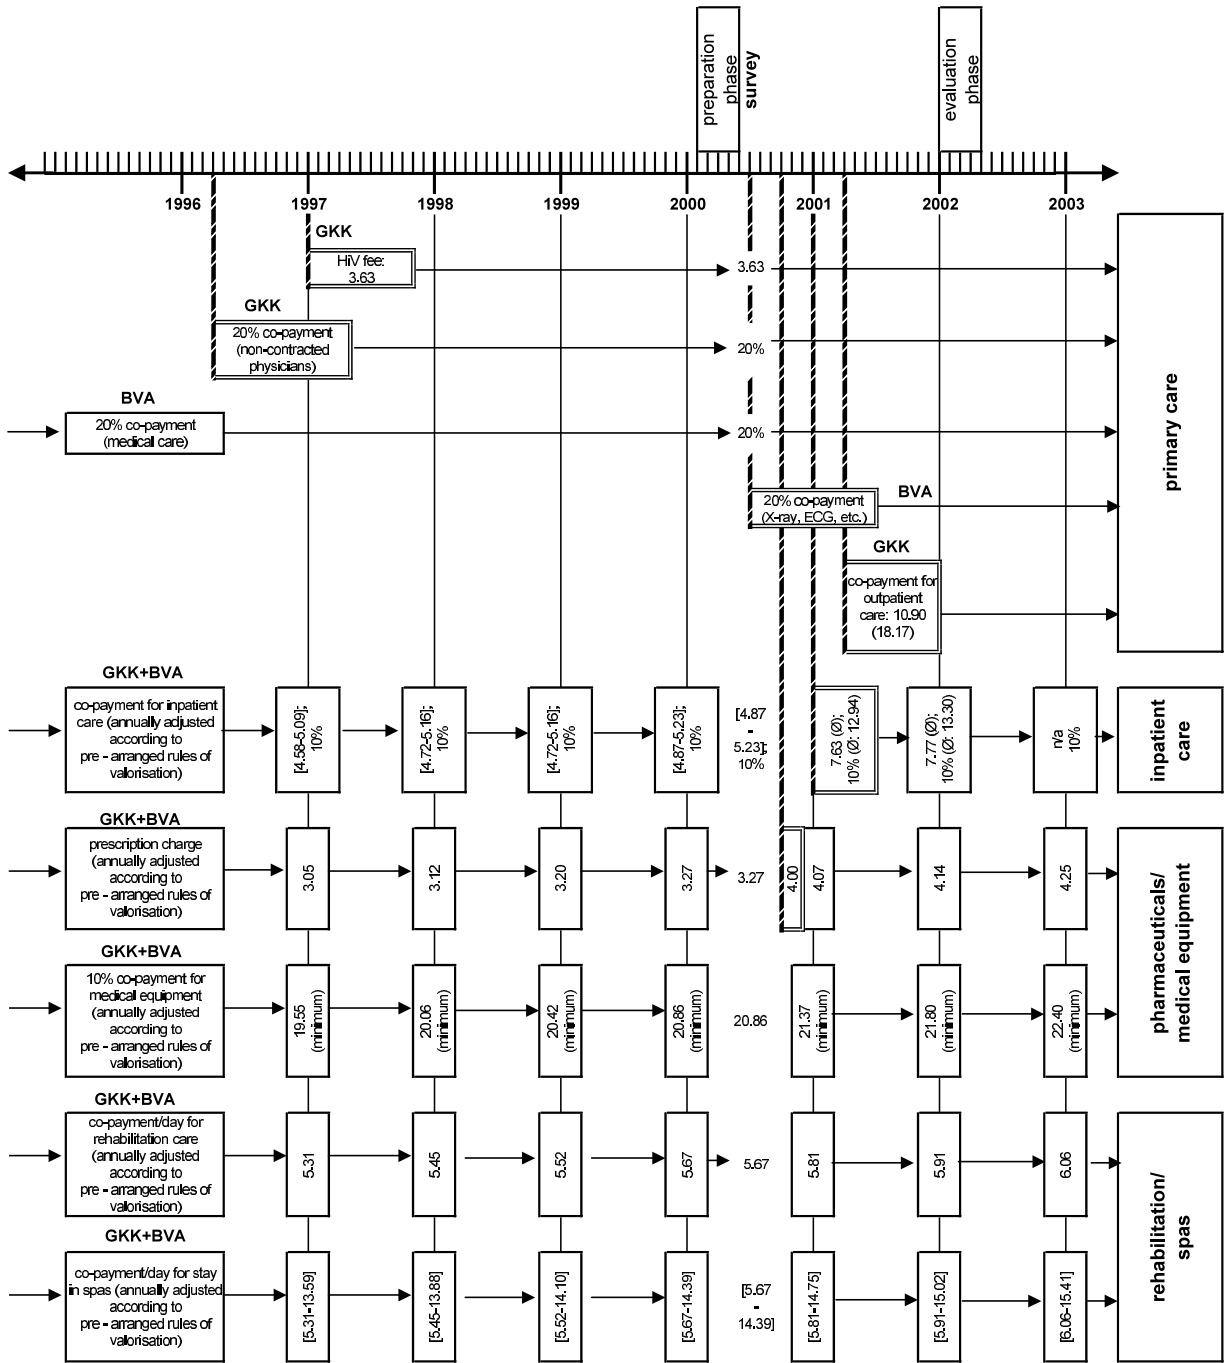 preparation
phase
survey
evaluation
phase
1996
1997
1998
1999
2000
2001
2002
2003
GKK
HiV fee:
3.63
3.63
GKK
20% co-payment
(non-contracted
physicians)
20%
BVA
20% co-payment
(medical care)
20%
BVA
20% co-payment
(X-ray, ECG, etc.)
GKK
co-payment for
outpatient
care: 10.90
(18.17)
primary care
GKK+BVA
co-payment for inpatient
care (annually adjusted
according to
pre - arranged rules of
valorisation)
[4.58-5.09];
10%
[4.72-5.16];
10%
[4.72-5.16];
10%
[4.87-5.23];
10%
[4.87
-
5.23];
10%
7.63 (Ø);
10% (Ø: 12.94)
7.77 (Ø);
10% (Ø: 13.30)
n/a
10%
inpatient
care
GKK+BVA
prescription charge
(annually adjusted
according to
pre - arranged rules of
valorisation)
3.05
3.12
3.20
3.27
3.27
4.00
4.07
4.14
4.25
GKK+BVA
10% co-payment for
medical equipment
(annually adjusted
according to
pre - arranged rules of
valorisation)
19.55
(minimum)
20.06
(minimum)
20.42
(minimum)
20.86
(minimum)
20.86
21.37
(minimum)
21.80
(minimum)
22.40
(minimum)
pharmaceuticals/
medical equipment
GKK+BVA
co-payment/day for
rehabilitation care
(annually adjusted
according to
pre - arranged rules of
valorisation)
5.31
5.45
5.52
5.67
5.67
5.81
5.91
6.06
GKK+BVA
co-payment/day for stay
in spas (annually adjusted
according to
pre - arranged rules of
valorisation)
[5.31-13.59]
[5.45-13.88]
[5.52-14.10]
[5.67-14.39]
[5.67
-
14.39]
[5.81-14.75]
[5.91-15.02]
[6.06-15.41]
rehabilitation/
spas